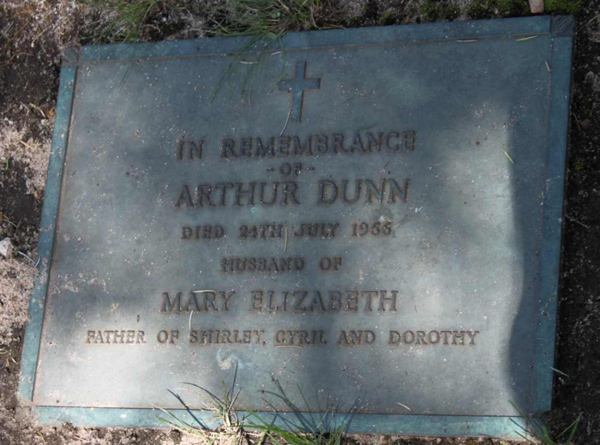 IN REMEMBRANCE
- OF -
ARTHUR DUNN
DIED 24TH JULY 1966
HUSBAND OF
MARY ELIZABETH
FATHER OF SHIRLEY, CYRIL AND DOROTHY